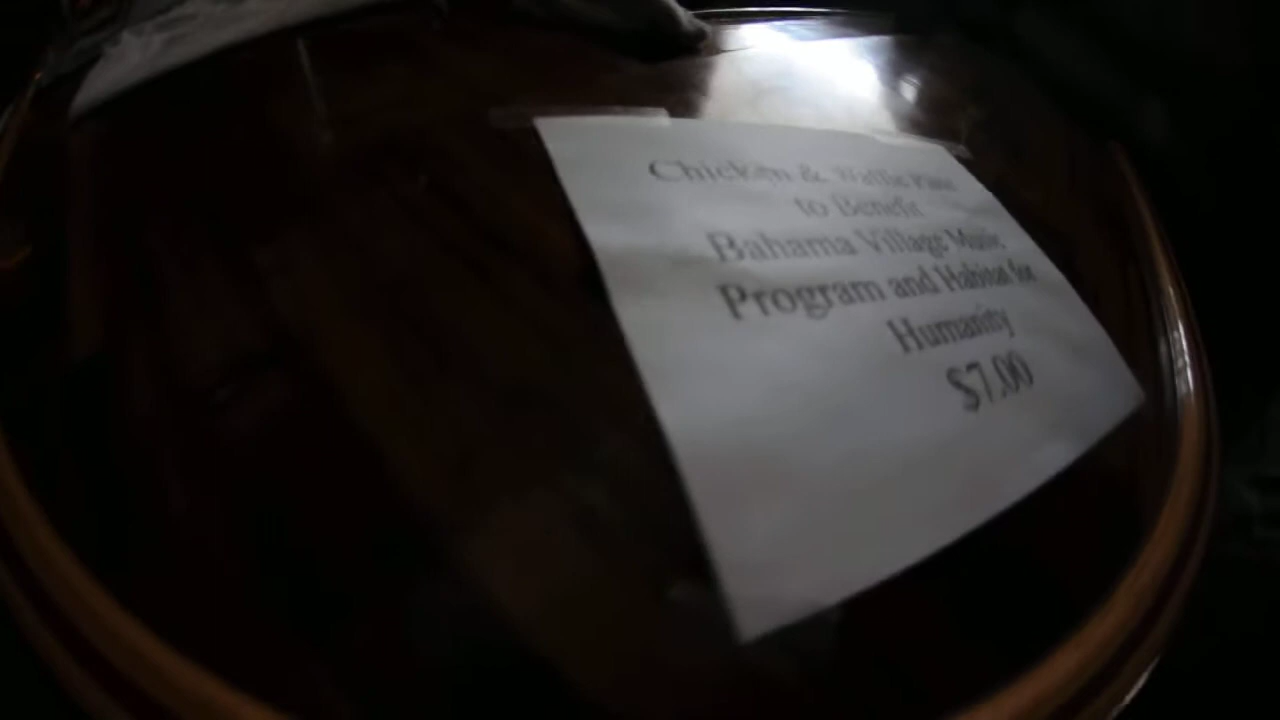 Chicken & Waffle Plate
to Benefit
Bahama Village Music
Program and Habitat for
Humanity
$7.00